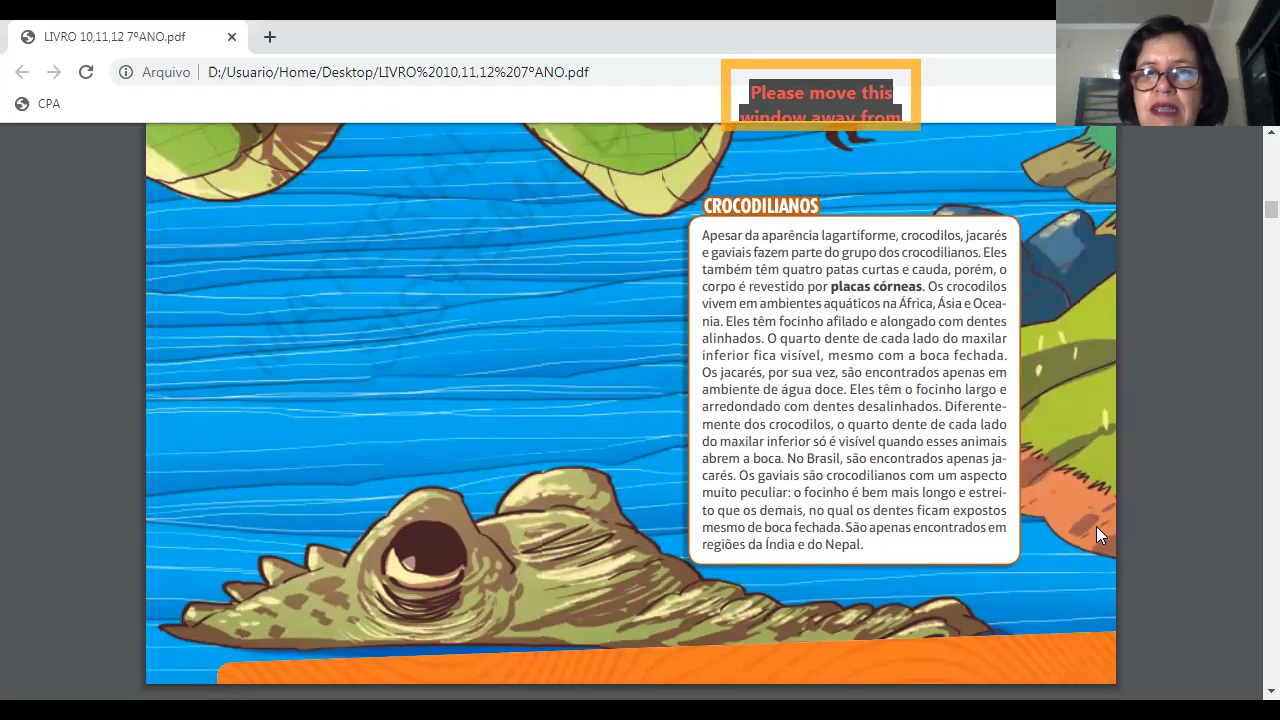 LIVRO 10,11,12 7ºANO.pdf
Arquivo
D:/Usuario/Home/Desktop/LIVRO%2010,11,12%207ºANO.pdf
Please move this
window away from
CPA
MATERIAL
SISTEMA
CROCODILIANOS
Apesar da aparência lagartiforme, crocodilos, jacarés
e gaviais fazem parte do grupo dos crocodilianos. Eles
também têm quatro patas curtas e cauda, porém, o
corpo é revestido por placas córneas. Os crocodilos
vivem em ambientes aquáticos na África, Ásia e Ocea-
nia. Eles têm focinho afilado e alongado com dentes
alinhados. O quarto dente de cada lado do maxilar
inferior fica visível, mesmo com a boca fechada.
Os jacarés, por sua vez, são encontrados apenas em
ambiente de água doce. Eles têm o focinho largo e
arredondado com dentes desalinhados. Diferente-
mente dos crocodilos, o quarto dente de cada lado
do maxilar inferior só é visível quando esses animais
abrem a boca. No Brasil, são encontrados apenas ja-
carés. Os gaviais são crocodilianos com um aspecto
muito peculiar: o focinho é bem mais longo e estrei-
to que os demais, no qual os dentes ficam expostos
mesmo de boca fechada. São apenas encontrados em
regiões da Índia e do Nepal.